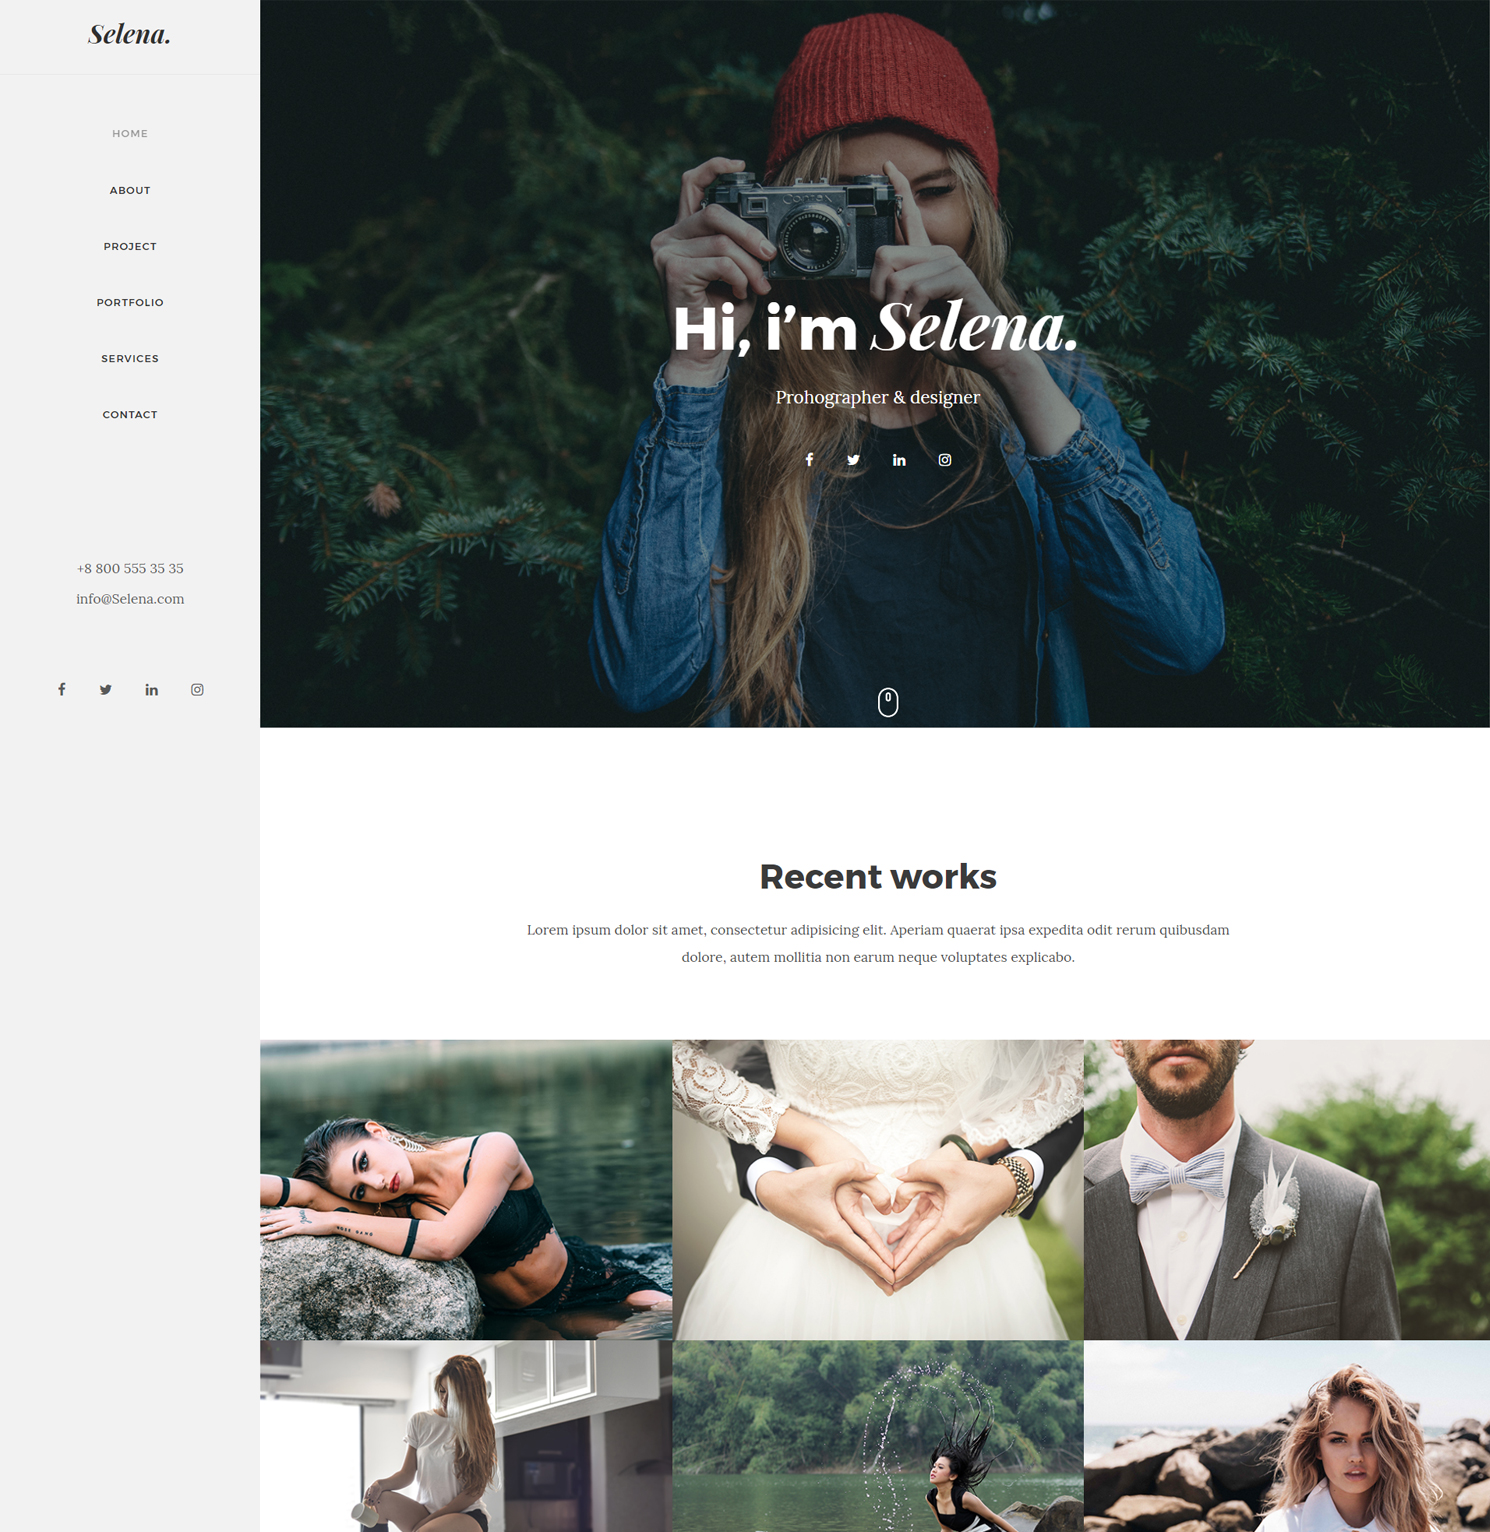 Selena.
HOME
ABOUT
PROJECT
PORTFOLIO
SERVICES
CONTACT
+8 800 555 35 35
info@Selena.com
Contax
Hi, i'm Selena.
Prohographer & designer
Recent works
Lorem ipsum dolor sit amet, consectetur adipisicing elit. Aperiam quaerat ipsa expedita odit rerum quibusdam
dolore, autem mollitia non earum neque voluptates explicabo.